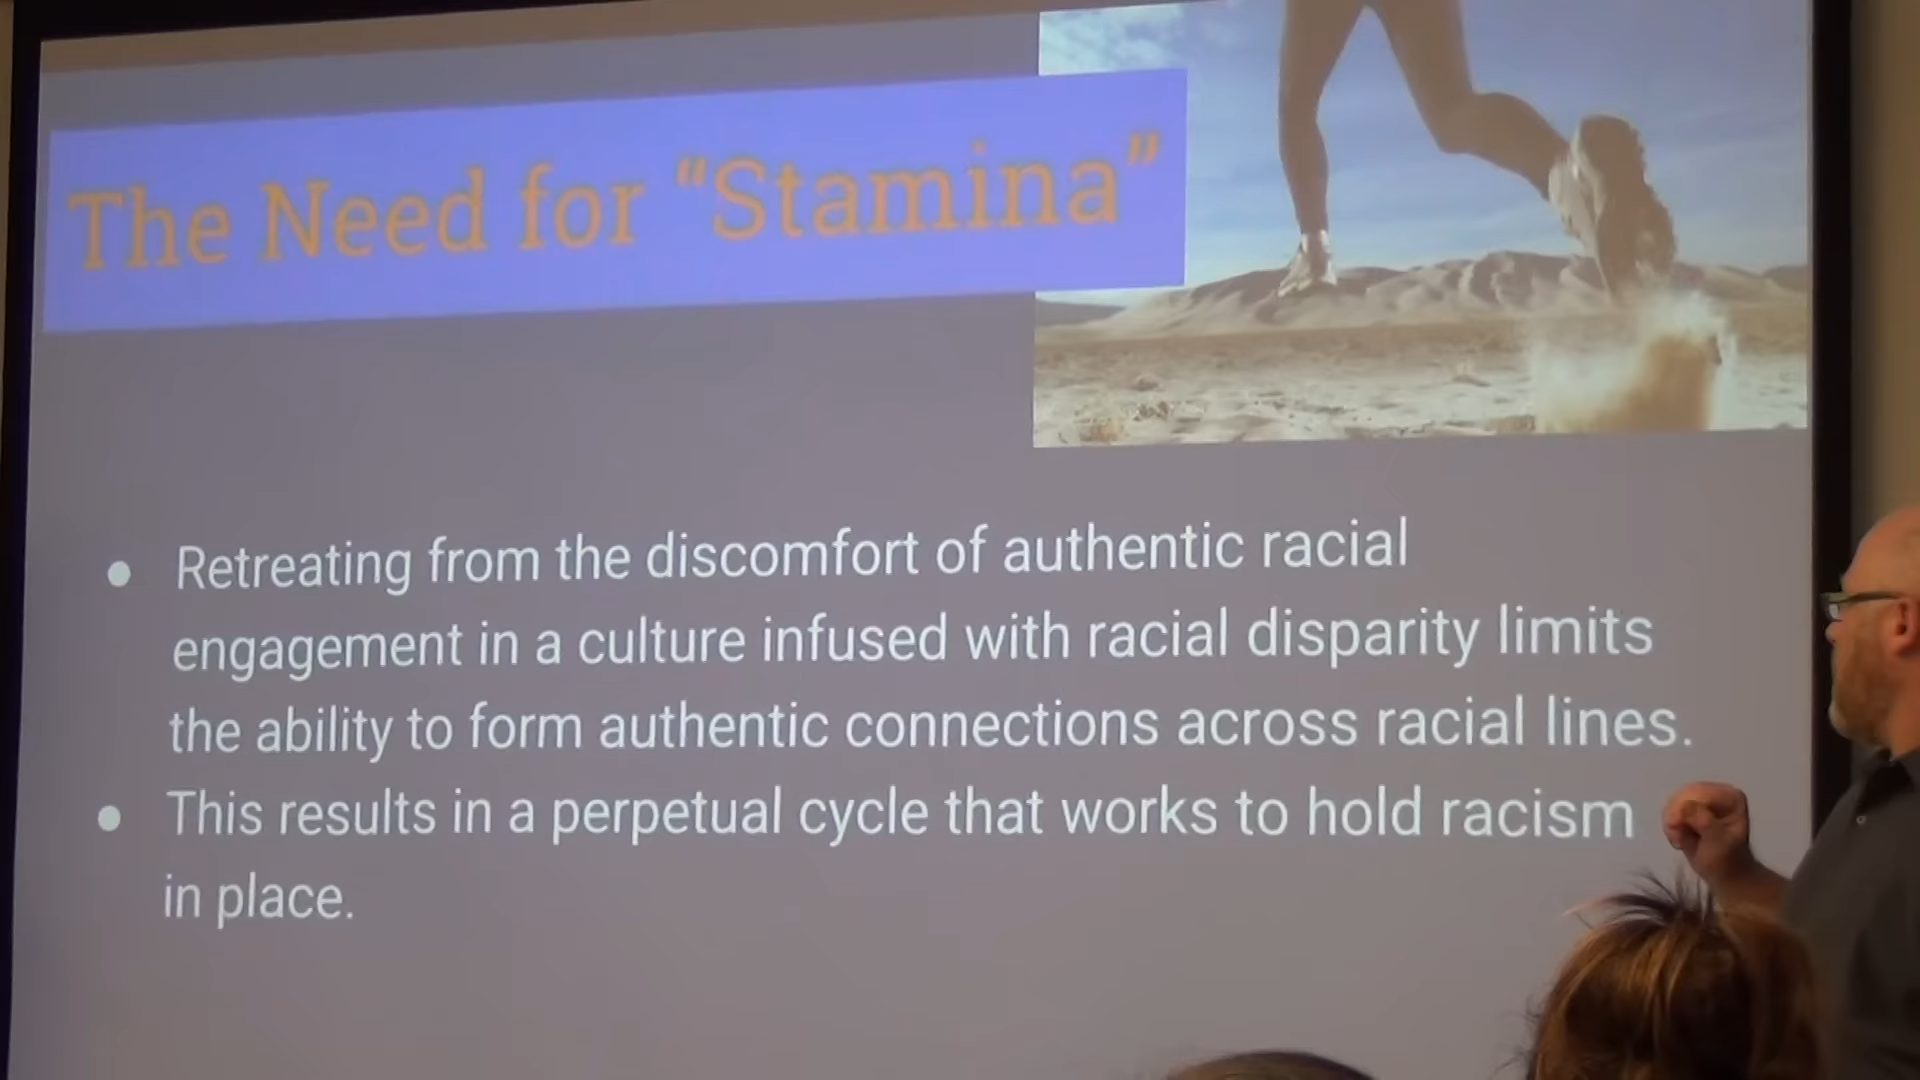 The Need for “Stamina”
● Retreating from the discomfort of authentic racial
engagement in a culture infused with racial disparity limits
the ability to form authentic connections across racial lines.
● This results in a perpetual cycle that works to hold racism
in place.